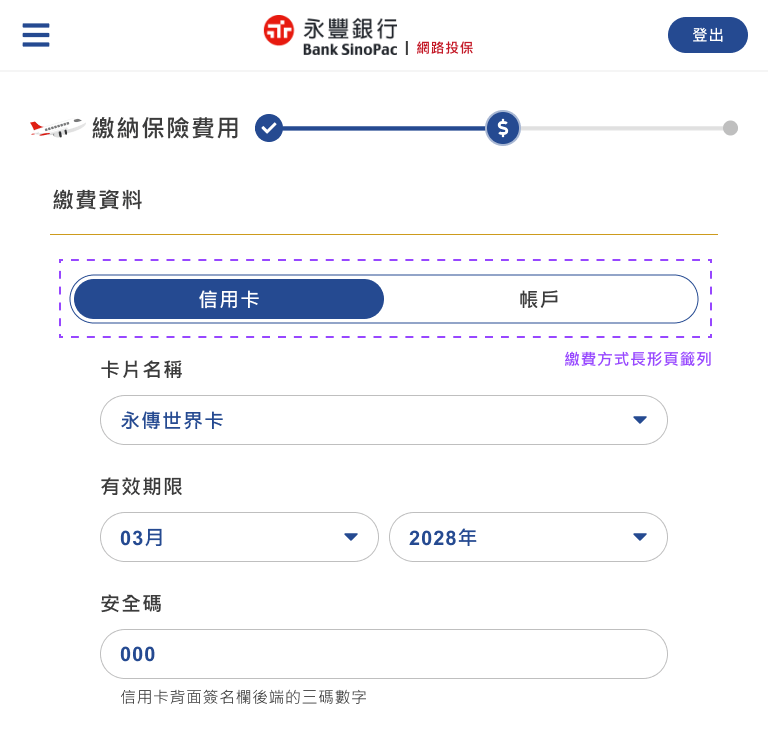 永豐銀行
Bank SinoPac | 網路投保
登出
繳納保險費用
$
繳費資料
信用卡
帳戶
繳費方式長形頁籤列
卡片名稱
永傳世界卡
有效期限
03月
2028年
安全碼
000
信用卡背面簽名欄後端的三碼數字